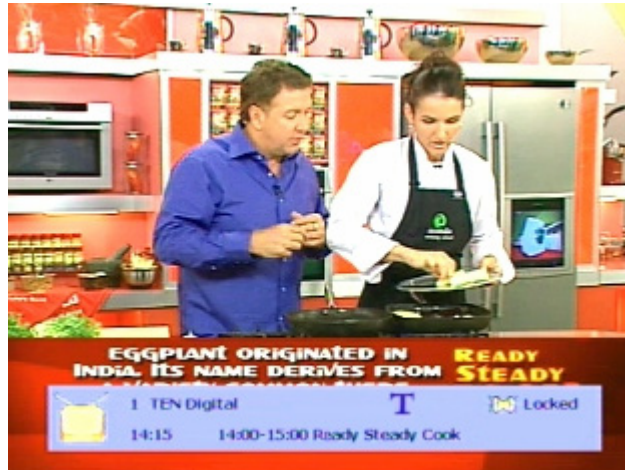 EGGPLANT ORIGINATED IN
INDIA. ITS NAME DERIVES FROM
READY
STEADY
1 TEN Digital
T
Locked
14:15 14:00-15:00 Ready Steady Cook